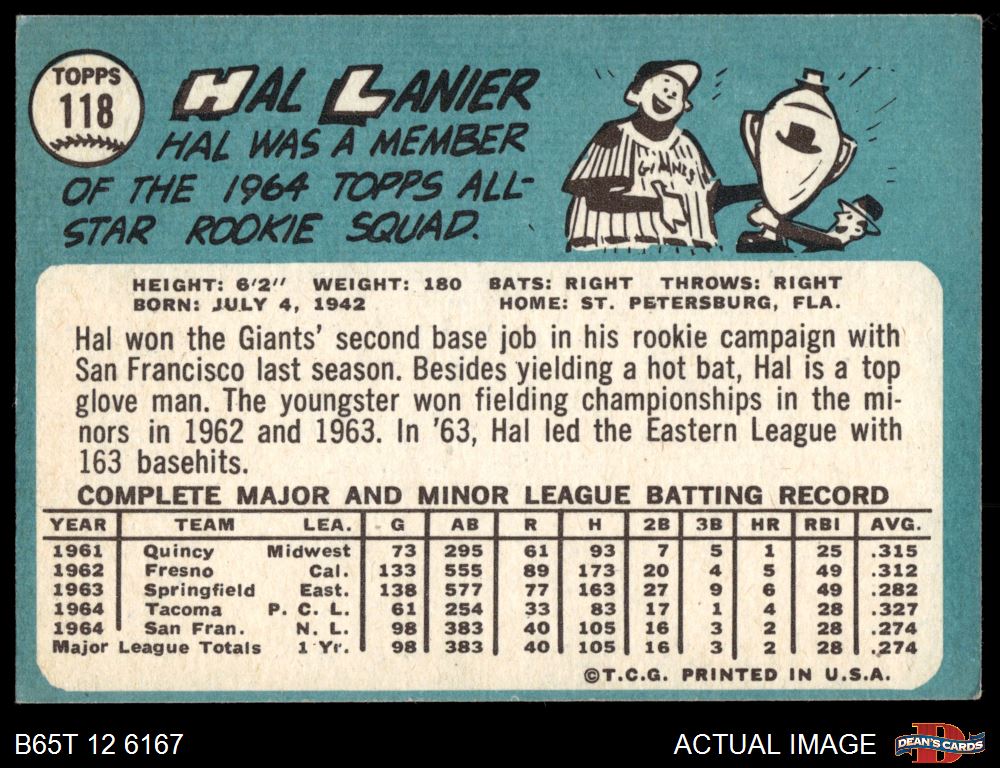 TOPPS
118
HAL LANIER
HAL WAS A MEMBER
OF THE 1964 TOPPS ALL-
STAR ROOKIE SQUAD.
GIANTS
HEIGHT: 6'2" WEIGHT: 180 BATS: RIGHT THROWS: RIGHT
BORN: JULY 4, 1942 HOME: ST. PETERSBURG, FLA.
Hal won the Giants' second base job in his rookie campaign with
San Francisco last season. Besides yielding a hot bat, Hal is a top
glove man. The youngster won fielding championships in the mi-
nors in 1962 and 1963. In '63, Hal led the Eastern League with
163 basehits.
COMPLETE MAJOR AND MINOR LEAGUE BATTING RECORD
YEAR TEAM LEA. G AB R H 2B 3B HR RBI AVG.
1961 Quincy Midwest 73 295 61 93 7 5 1 25 .315
1962 Fresno Cal. 133 555 89 173 20 4 5 49 .312
1963 Springfield East. 138 577 77 163 27 9 6 49 .282
1964 Tacoma P. C. L. 61 254 33 83 17 1 4 28 .327
1964 San Fran. N. L. 98 383 40 105 16 3 2 28 .274
Major League Totals 1 Yr. 98 383 40 105 16 3 2 28 .274
©T.C.G. PRINTED IN U.S.A.
B65T 12 6167
ACTUAL IMAGE
DEAN'S CARDS